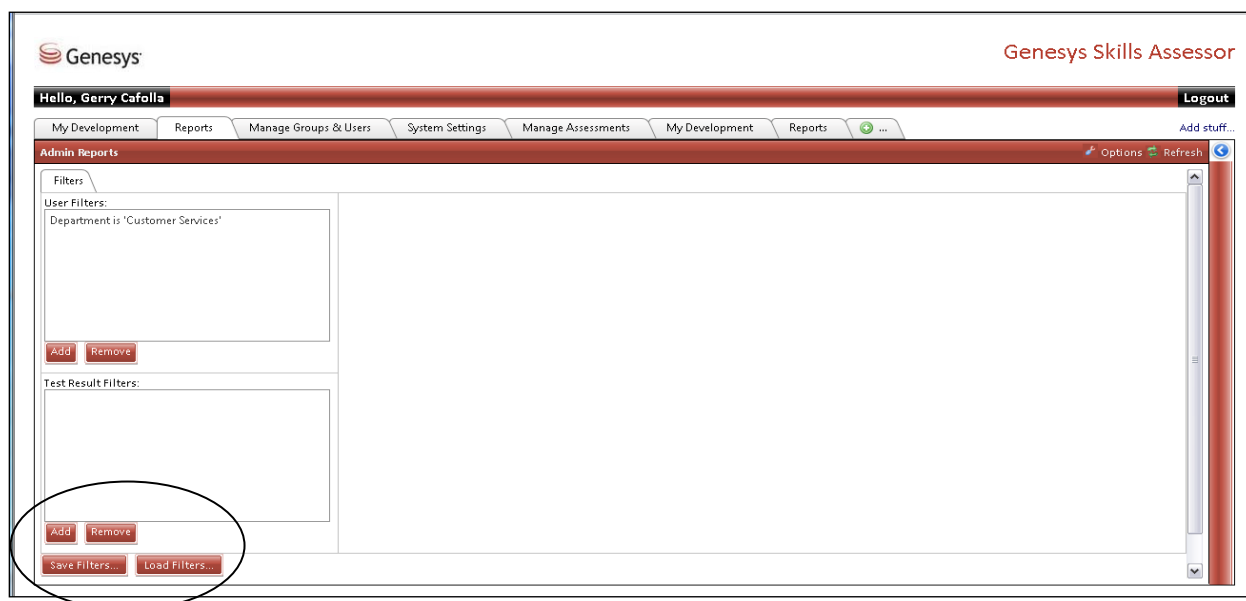 Genesys
Genesys Skills Assessor
Hello, Gerry Cafolla
Logout
My Development Reports Manage Groups & Users System Settings Manage Assessments My Development Reports ...
Add stuff...
Admin Reports
Options Refresh
Filters
User Filters:
Department is 'Customer Services'
Add Remove
Test Result Filters:
Add Remove
Save Filters... Load Filters...